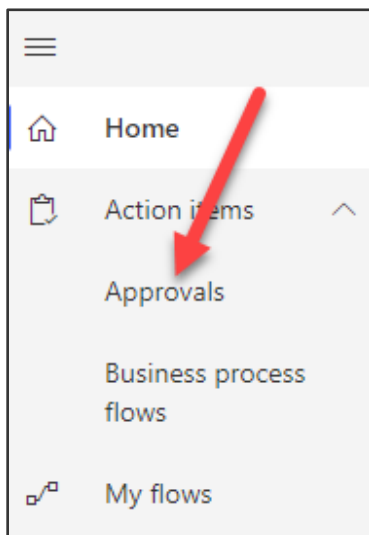 Home
Action items
Approvals
Business process
flows
My flows